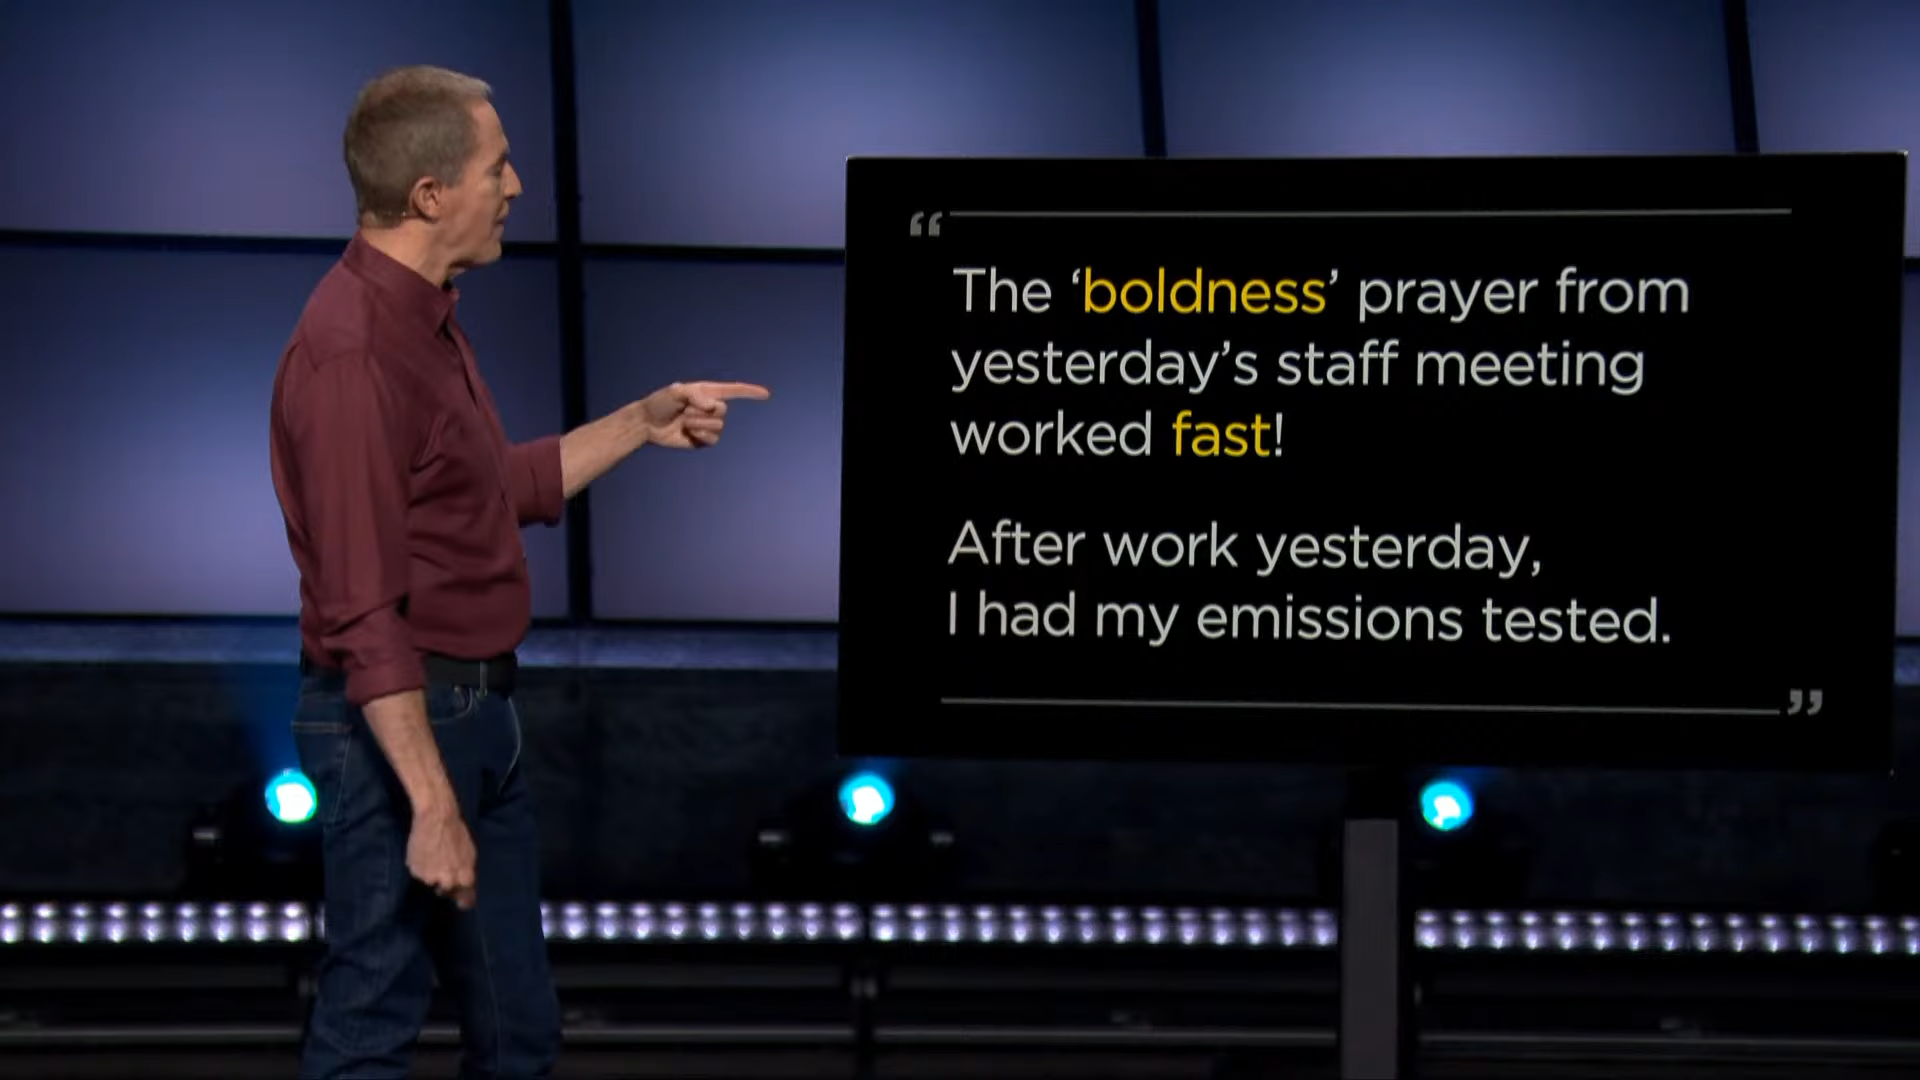 “
The ‘boldness’ prayer from
yesterday’s staff meeting
worked fast!
After work yesterday,
I had my emissions tested.
”